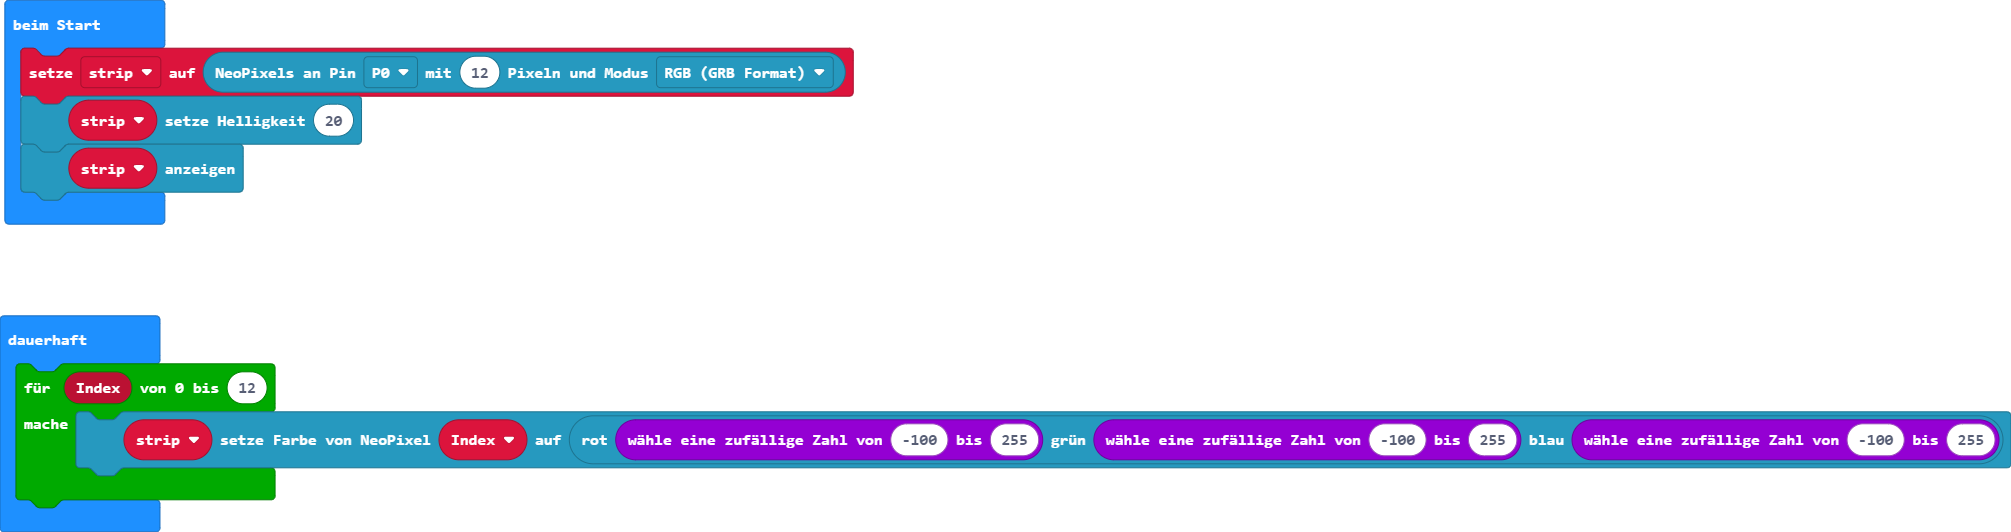 beim Start
setze strip auf NeoPixels an Pin P0 mit 12 Pixeln und Modus RGB (GRB Format)
strip setze Helligkeit 20
strip anzeigen
dauerhaft
für Index von 0 bis 12
mache
strip setze Farbe von NeoPixel Index auf rot wähle eine zufällige Zahl von -100 bis 255 grün wähle eine zufällige Zahl von -100 bis 255 blau wähle eine zufällige Zahl von -100 bis 255